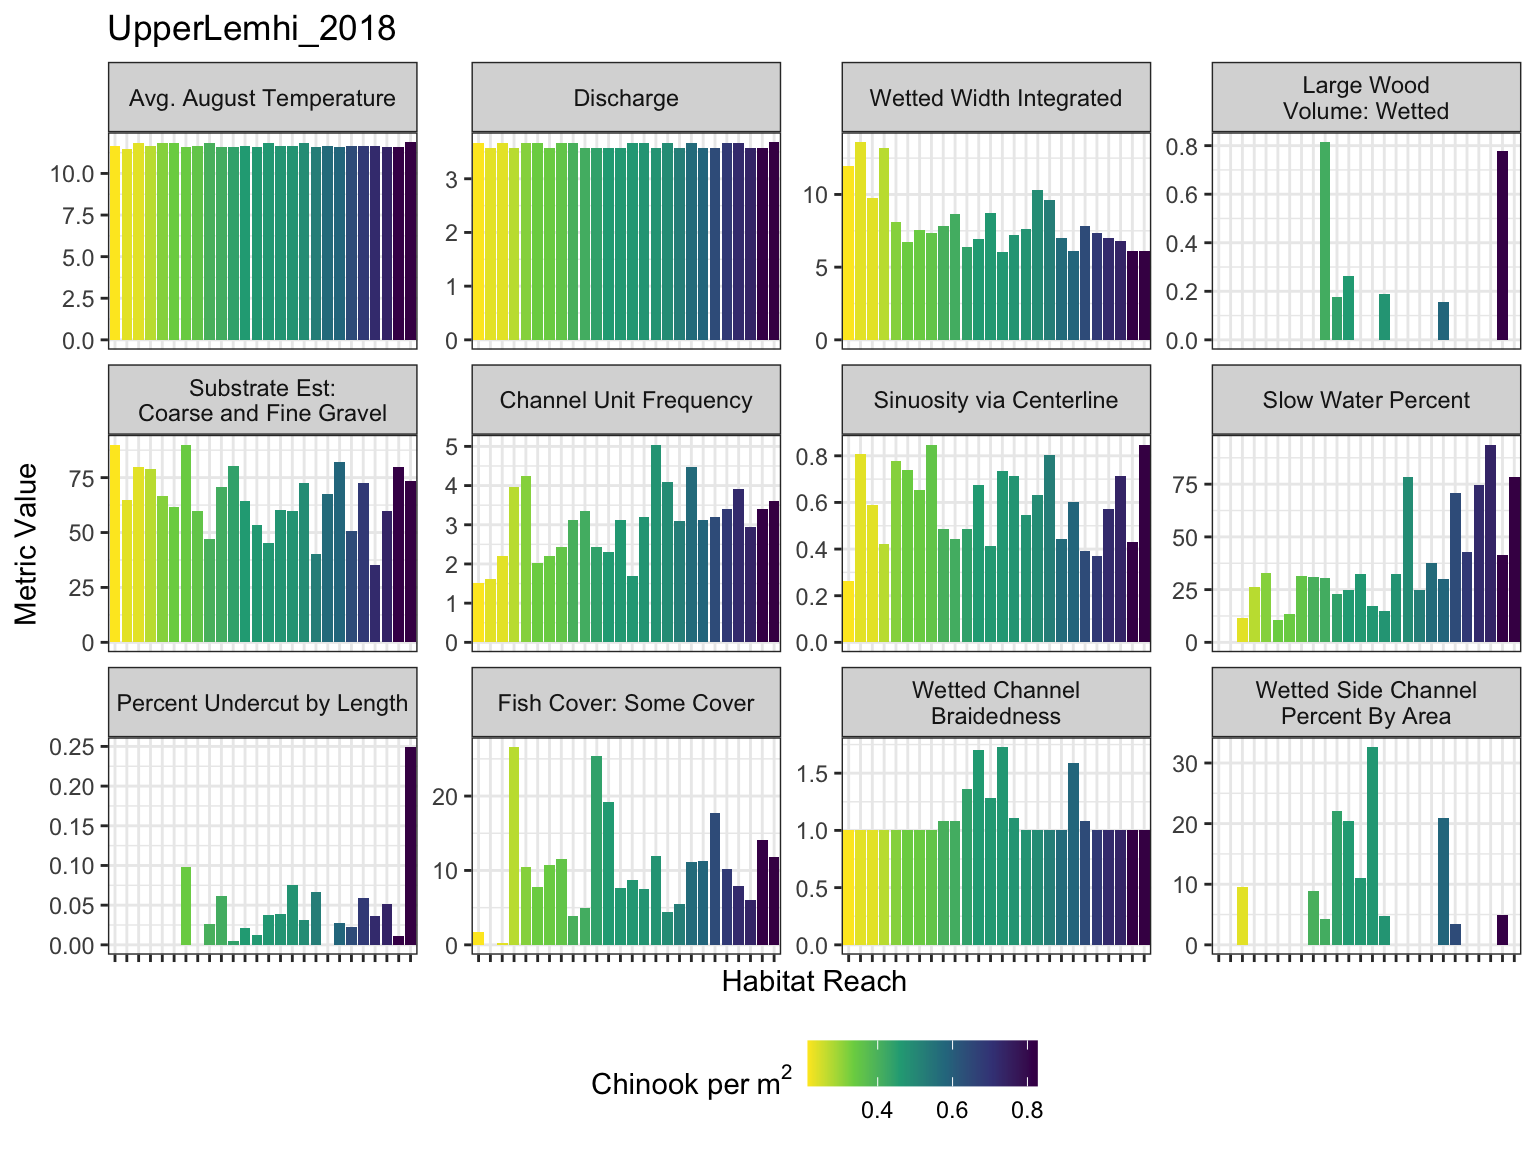 UpperLemhi_2018
Avg. August Temperature
Discharge
Wetted Width Integrated
Large Wood
Volume: Wetted
10.0
7.5
5.0
2.5
0.0
3
2
1
0
10
5
0
0.8
0.6
0.4
0.2
0.0
Substrate Est:
Coarse and Fine Gravel
Channel Unit Frequency
Sinuosity via Centerline
Slow Water Percent
75
50
25
0
5
4
3
2
1
0
0.8
0.6
0.4
0.2
0.0
75
50
25
0
Metric Value
Percent Undercut by Length
Fish Cover: Some Cover
Wetted Channel
Braidedness
Wetted Side Channel
Percent By Area
0.25
0.20
0.15
0.10
0.05
0.00
20
10
0
1.5
1.0
0.5
0.0
30
20
10
0
Habitat Reach
Chinook per m²
0.4 0.6 0.8